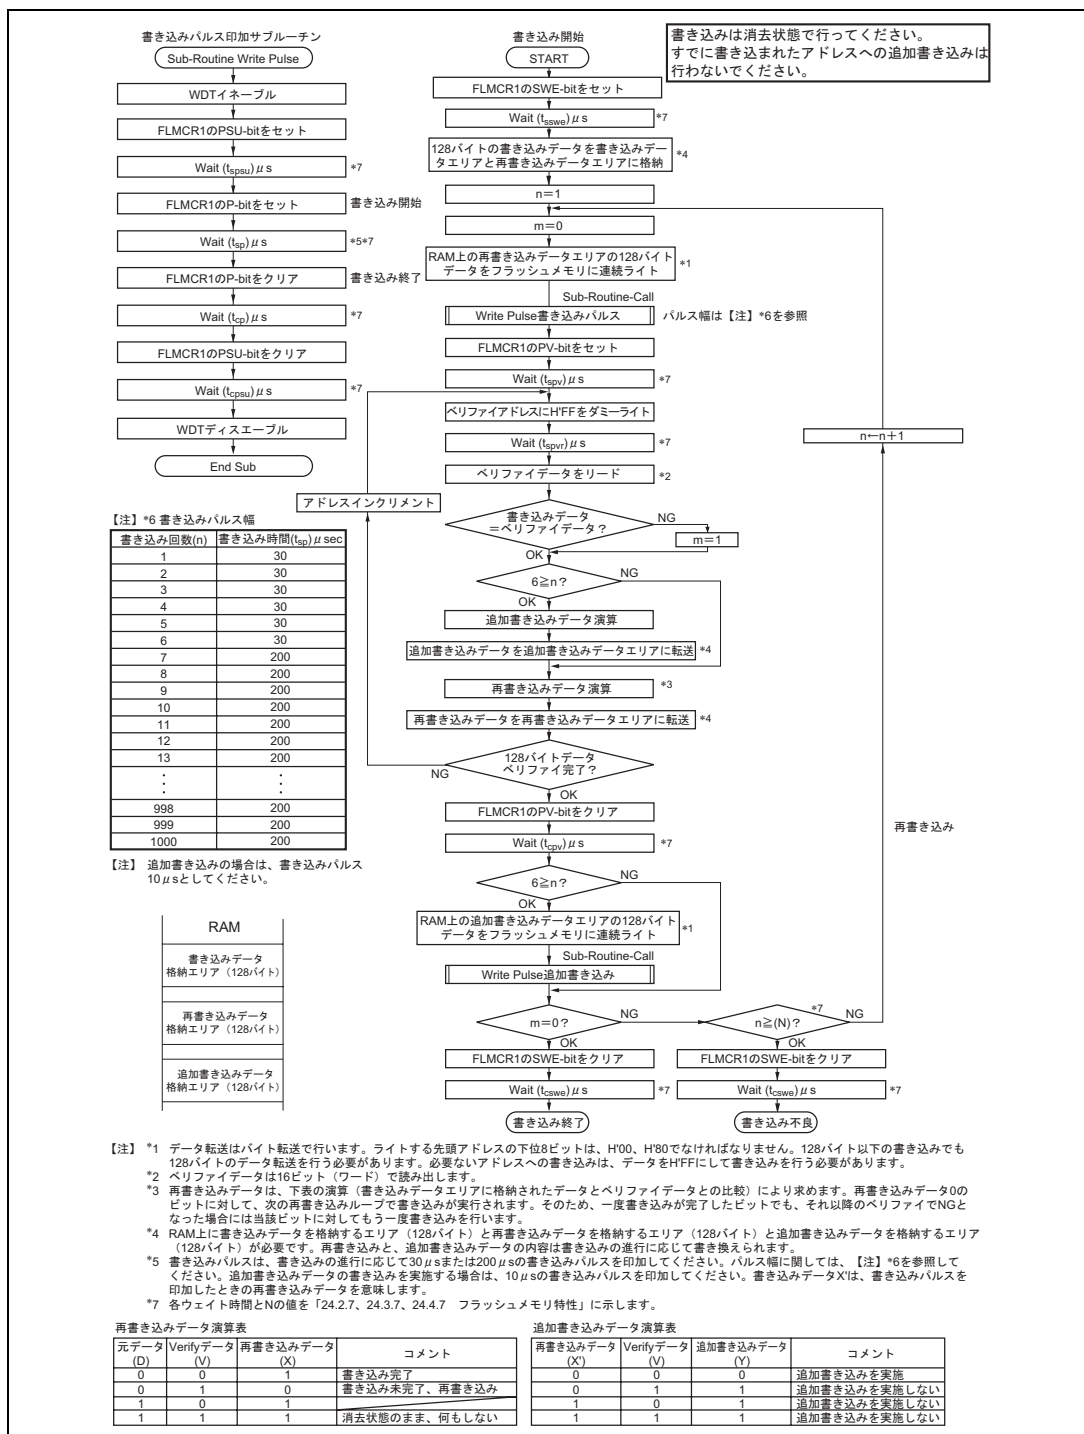 書き込みパルス印加サブルーチン
Sub-Routine Write Pulse
WDTイネーブル
FLMCR1のPSU-bitをセット
Wait (tspsu) μs
*7
FLMCR1のP-bitをセット
書き込み開始
Wait (tsp) μs
*5*7
FLMCR1のP-bitをクリア
書き込み終了
Wait (tcp) μs
*7
FLMCR1のPSU-bitをクリア
Wait (tcpsu) μs
*7
WDTディスエーブル
End Sub
書き込みは消去状態で行ってください。
すでに書き込まれたアドレスへの追加書き込みは
行わないでください。
書き込み開始
START
FLMCR1のSWE-bitをセット
Wait (tsswe) μs
*7
128バイトの書き込みデータを書き込みデー
タエリアと再書き込みデータエリアに格納
*4
n=1
m=0
RAM上の再書き込みデータエリアの128バイト
データをフラッシュメモリに連続ライト
*1
Sub-Routine-Call
Write Pulse書き込みパルス
パルス幅は【注】*6を参照
FLMCR1のPV-bitをセット
Wait (tspv) μs
*7
ベリファイアドレスにH'FFをダミーライト
Wait (tspvr) μs
*7
ベリファイデータをリード
*2
アドレスインクリメント
書き込みデータ
=ベリファイデータ?
NG
m=1
OK
6≧n?
NG
OK
追加書き込みデータ演算
追加書き込みデータを追加書き込みデータエリアに転送
*4
再書き込みデータ演算
*3
再書き込みデータを再書き込みデータエリアに転送
*4
128バイトデータ
ベリファイ完了?
NG
OK
FLMCR1のPV-bitをクリア
Wait (tcpv) μs
*7
6≧n?
NG
OK
RAM上の追加書き込みデータエリアの128バイト
データをフラッシュメモリに連続ライト
*1
Sub-Routine-Call
Write Pulse追加書き込み
m=0?
NG
OK
n≧(N)?
*7
NG
OK
n←n+1
再書き込み
FLMCR1のSWE-bitをクリア
FLMCR1のSWE-bitをクリア
Wait (tcswe) μs
*7
Wait (tcswe) μs
*7
書き込み終了
書き込み不良
【注】*6 書き込みパルス幅
書き込み回数(n) 書き込み時間(tsp) μsec
1 30
2 30
3 30
4 30
5 30
6 30
7 200
8 200
9 200
10 200
11 200
12 200
13 200
⋮ ⋮
998 200
999 200
1000 200
【注】 追加書き込みの場合は、書き込みパルス
10μsとしてください。
RAM
書き込みデータ
格納エリア(128バイト)
再書き込みデータ
格納エリア(128バイト)
追加書き込みデータ
格納エリア(128バイト)
【注】 *1 データ転送はバイト転送で行います。ライトする先頭アドレスの下位8ビットは、H'00、H'80でなければなりません。128バイト以下の書き込みでも
128バイトのデータ転送を行う必要があります。必要ないアドレスへの書き込みは、データをH'FFにして書き込みを行う必要があります。
*2 ベリファイデータは16ビット(ワード)で読み出します。
*3 再書き込みデータは、下表の演算(書き込みデータエリアに格納されたデータとベリファイデータとの比較)により求めます。再書き込みデータ0の
ビットに対して、次の再書き込みループで書き込みが実行されます。そのため、一度書き込みが完了したビットでも、それ以降のベリファイでNGと
なった場合には当該ビットに対してもう一度書き込みを行います。
*4 RAM上に書き込みデータを格納するエリア(128バイト)と再書き込みデータを格納するエリア(128バイト)と追加書き込みデータを格納するエリア
(128バイト)が必要です。再書き込みと、追加書き込みデータの内容は書き込みの進行に応じて書き換えられます。
*5 書き込みパルスは、書き込みの進行に応じて30μsまたは200μsの書き込みパルスを印加してください。パルス幅に関しては、【注】*6を参照して
ください。追加書き込みデータの書き込みを実施する場合は、10μsの書き込みパルスを印加してください。書き込みデータX'は、書き込みパルスを
印加したときの再書き込みデータを意味します。
*7 各ウェイト時間とNの値を「24.2.7、24.3.7、24.4.7 フラッシュメモリ特性」に示します。
再書き込みデータ演算表
元データ(D) Verifyデータ(V) 再書き込みデータ(X) コメント
0 0 1 書き込み完了
0 1 0 書き込み未完了、再書き込み
1 0 1
1 1 1 消去状態のまま、何もしない
追加書き込みデータ演算表
再書き込みデータ(X') Verifyデータ(V) 追加書き込みデータ(Y) コメント
0 0 0 追加書き込みを実施
0 1 1 追加書き込みを実施しない
1 0 1 追加書き込みを実施しない
1 1 1 追加書き込みを実施しない